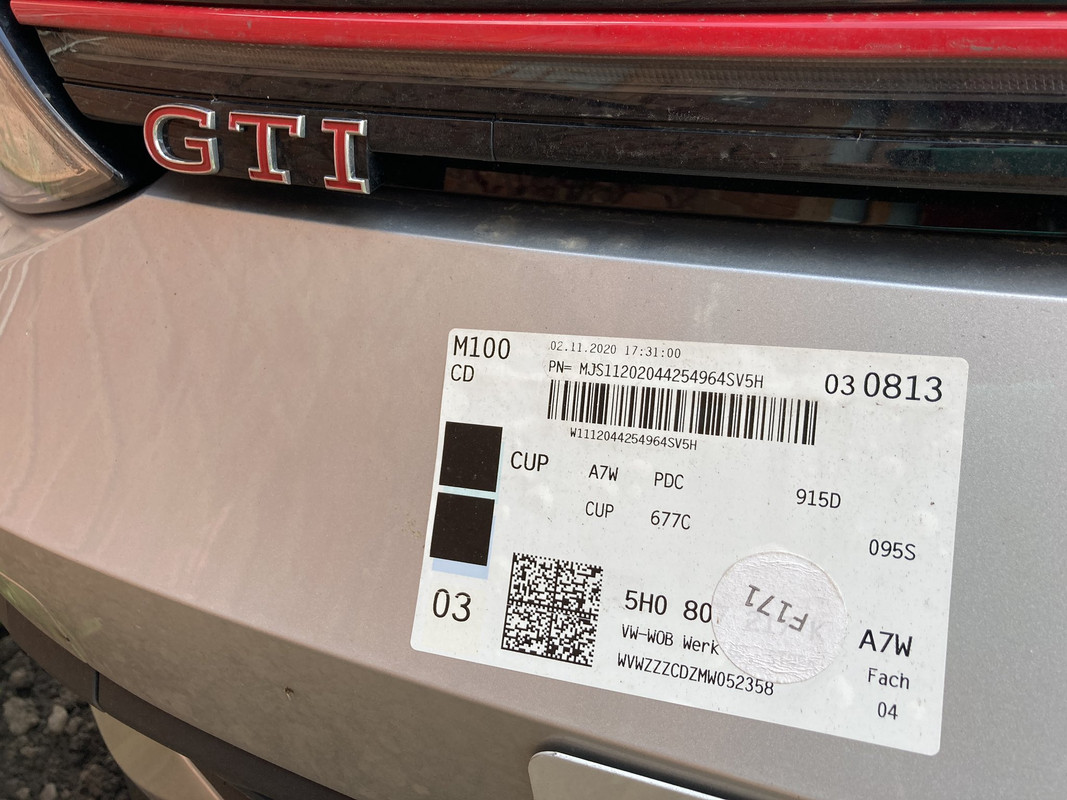 GTI
M100
CD
02.11.2020 17:31:00
PN= MJS11202044254964SV5H
03 0813
W1112044254964SV5H
CUP A7W PDC 915D
CUP 677C
095S
5H0 80
F171
VW-WOB Werk
A7W
WVWZZZCDZMW052358
Fach
04
03